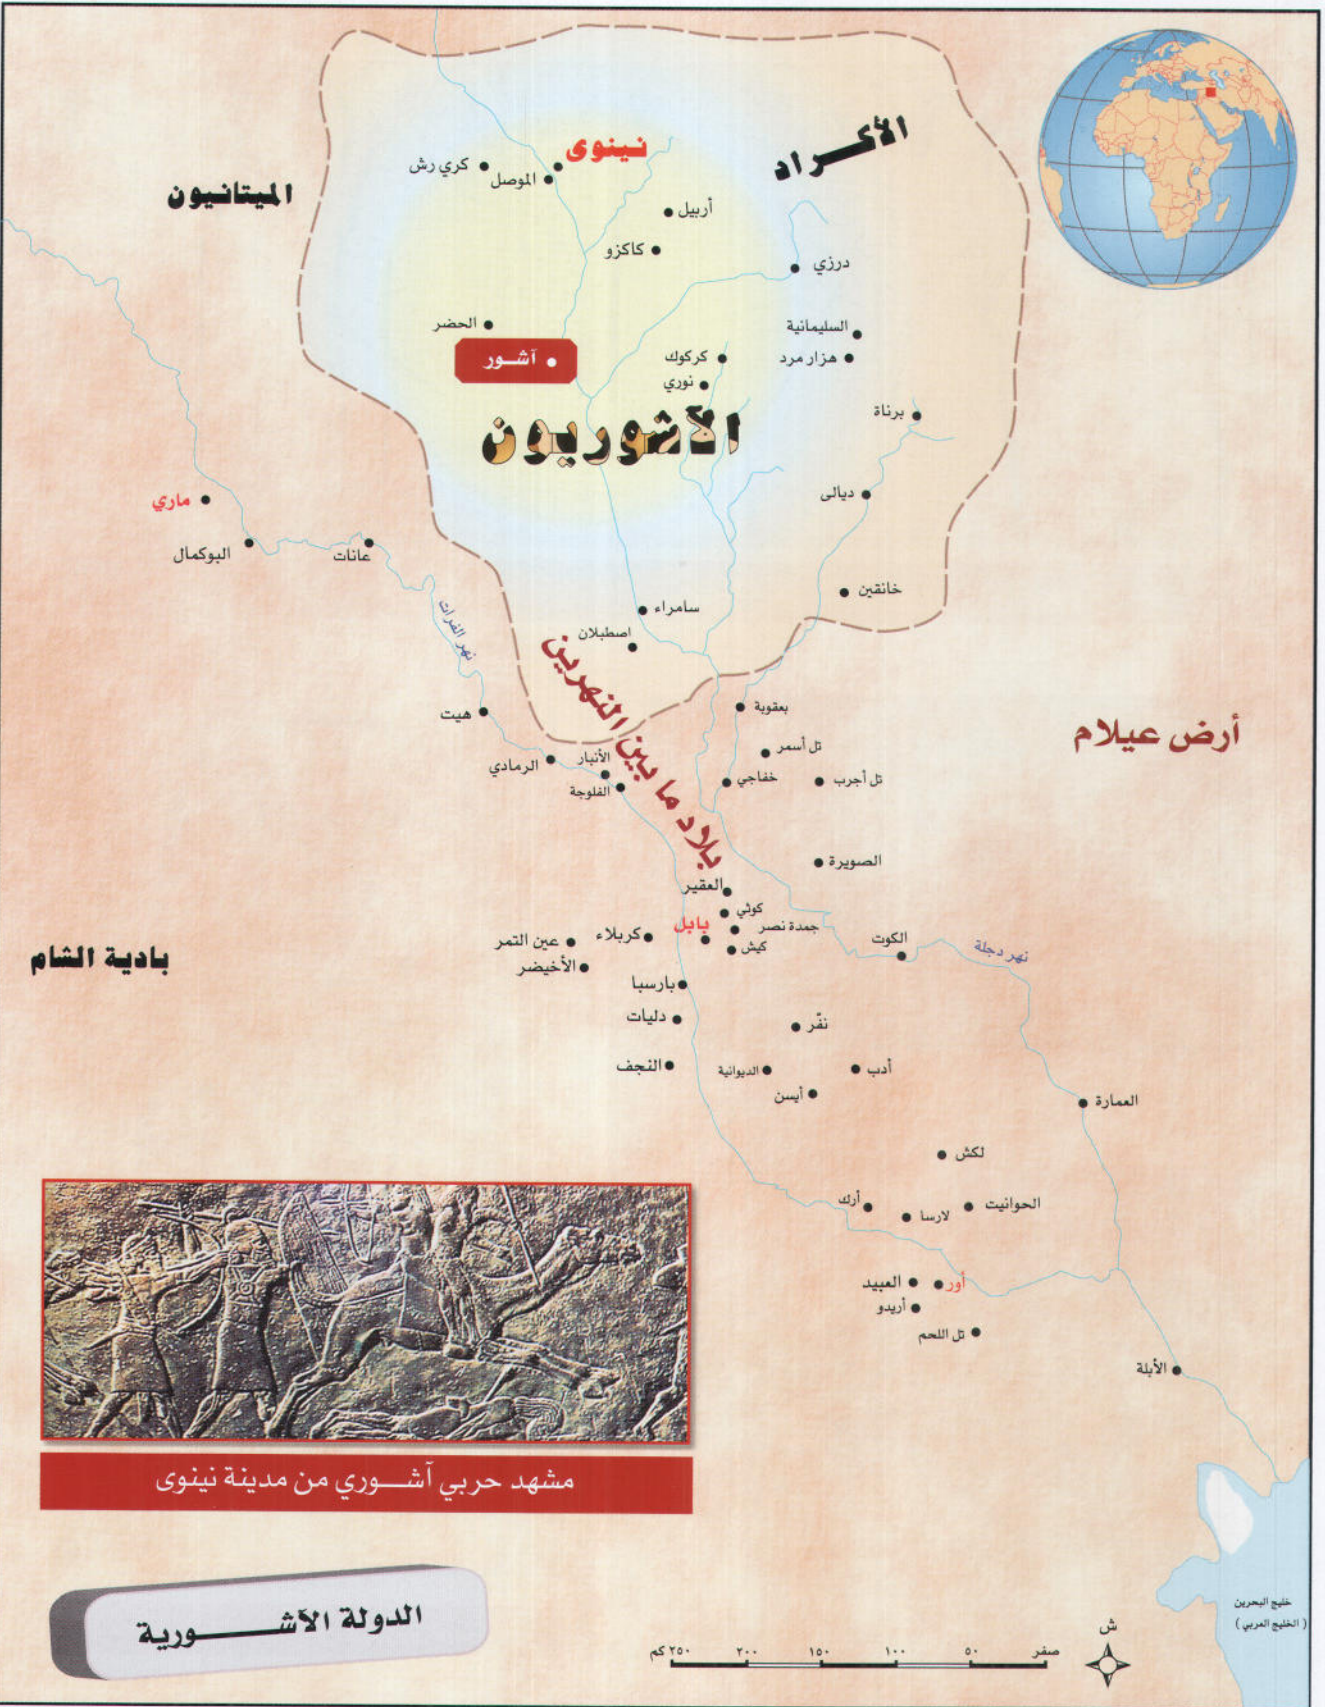 نينوى
كري رش
الموصل
الأكراد
الميتانيون
أربيل
كاكزو
درزي
الحضر
السليمانية
آشــور
كركوك
هزار مرد
نوري
الآشوريون
برناة
ديالى
ماري
البوكمال
عانات
خانقين
نهر الفرات
سامراء
اصطبلان
بلاد ما بين النهرين
هيت
بعقوبة
أرض عيلام
تل أسمر
الرمادي
الأنبار
خفاجي
تل أجرب
الفلوجة
الصويرة
العقير
كوثي
بابل
جمدة نصر
كربلاء
عين التمر
كيش
الكوت
نهر دجلة
بادية الشام
الأخيضر
بارسبا
دليات
نفّر
النجف
الديوانية
أدب
أيسن
العمارة
لكش
أرك
لارسا
الحوانيت
العبيد
أور
أريدو
تل اللحم
الأبلة
مشهد حربي آشـــوري من مدينة نينوى
خليج البحرين
( الخليج العربي )
الدولة الآشـــــورية
ش
صفر ٥٠ ١٠٠ ١٥٠ ٢٠٠ ٢٥٠ كم